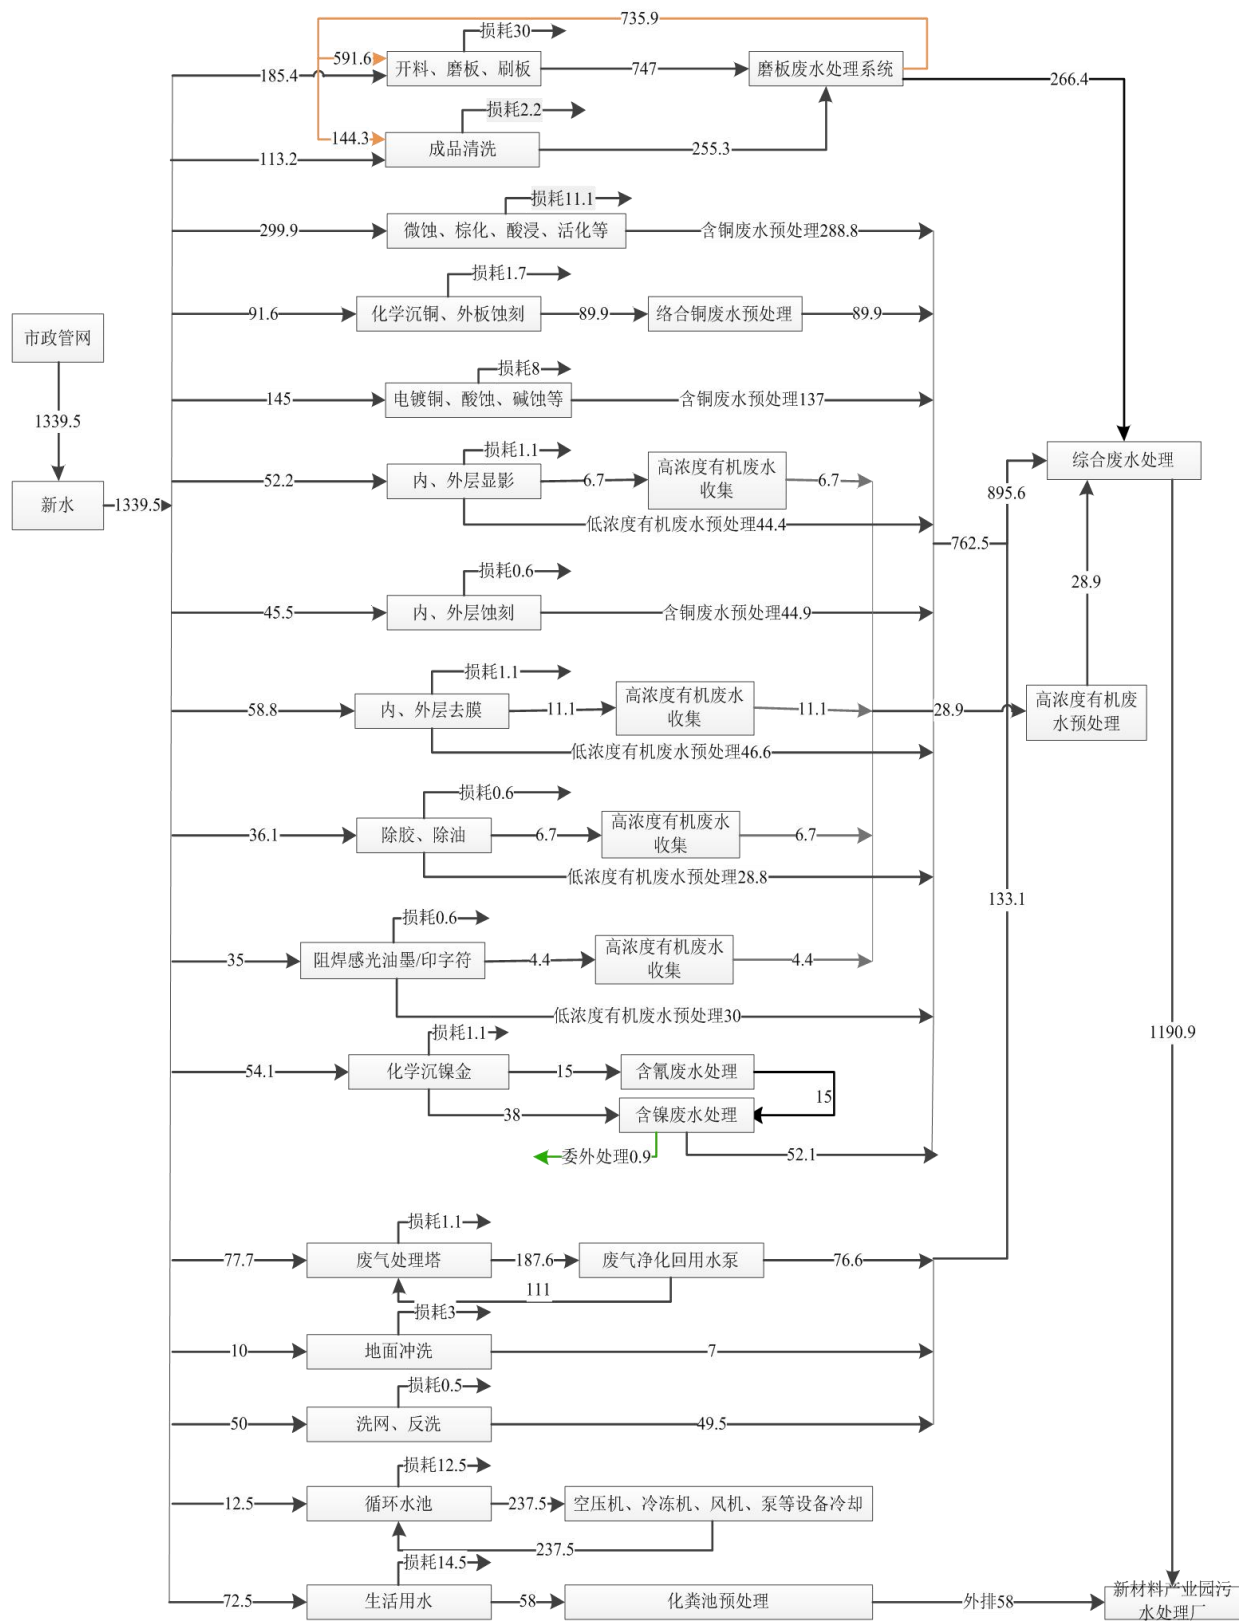 735.9
损耗30
591.6
开料、磨板、刷板
747
磨板废水处理系统
185.4
266.4
损耗2.2
144.3
成品清洗
255.3
113.2
损耗11.1
299.9
微蚀、棕化、酸浸、活化等
含铜废水预处理288.8
损耗1.7
91.6
化学沉铜、外板蚀刻
89.9
络合铜废水预处理
89.9
市政管网
损耗8
145
电镀铜、酸蚀、碱蚀等
含铜废水预处理137
1339.5
损耗1.1
52.2
内、外层显影
6.7
高浓度有机废水
收集
6.7
综合废水处理
新水
1339.5
895.6
低浓度有机废水预处理44.4
762.5
损耗0.6
28.9
45.5
内、外层蚀刻
含铜废水预处理44.9
损耗1.1
58.8
内、外层去膜
11.1
高浓度有机废水
收集
11.1
28.9
高浓度有机废
水预处理
低浓度有机废水预处理46.6
损耗0.6
36.1
除胶、除油
6.7
高浓度有机废水
收集
6.7
低浓度有机废水预处理28.8
133.1
损耗0.6
35
阻焊感光油墨/印字符
4.4
高浓度有机废水
收集
4.4
低浓度有机废水预处理30
损耗1.1
1190.9
54.1
化学沉镍金
15
含氰废水处理
15
38
含镍废水处理
委外处理0.9
52.1
损耗1.1
77.7
废气处理塔
187.6
废气净化回用水泵
76.6
111
损耗3
10
地面冲洗
7
损耗0.5
50
洗网、反洗
49.5
损耗12.5
12.5
循环水池
237.5
空压机、冷冻机、风机、泵等设备冷却
237.5
损耗14.5
72.5
生活用水
58
化粪池预处理
外排58
新材料产业园污
水处理厂